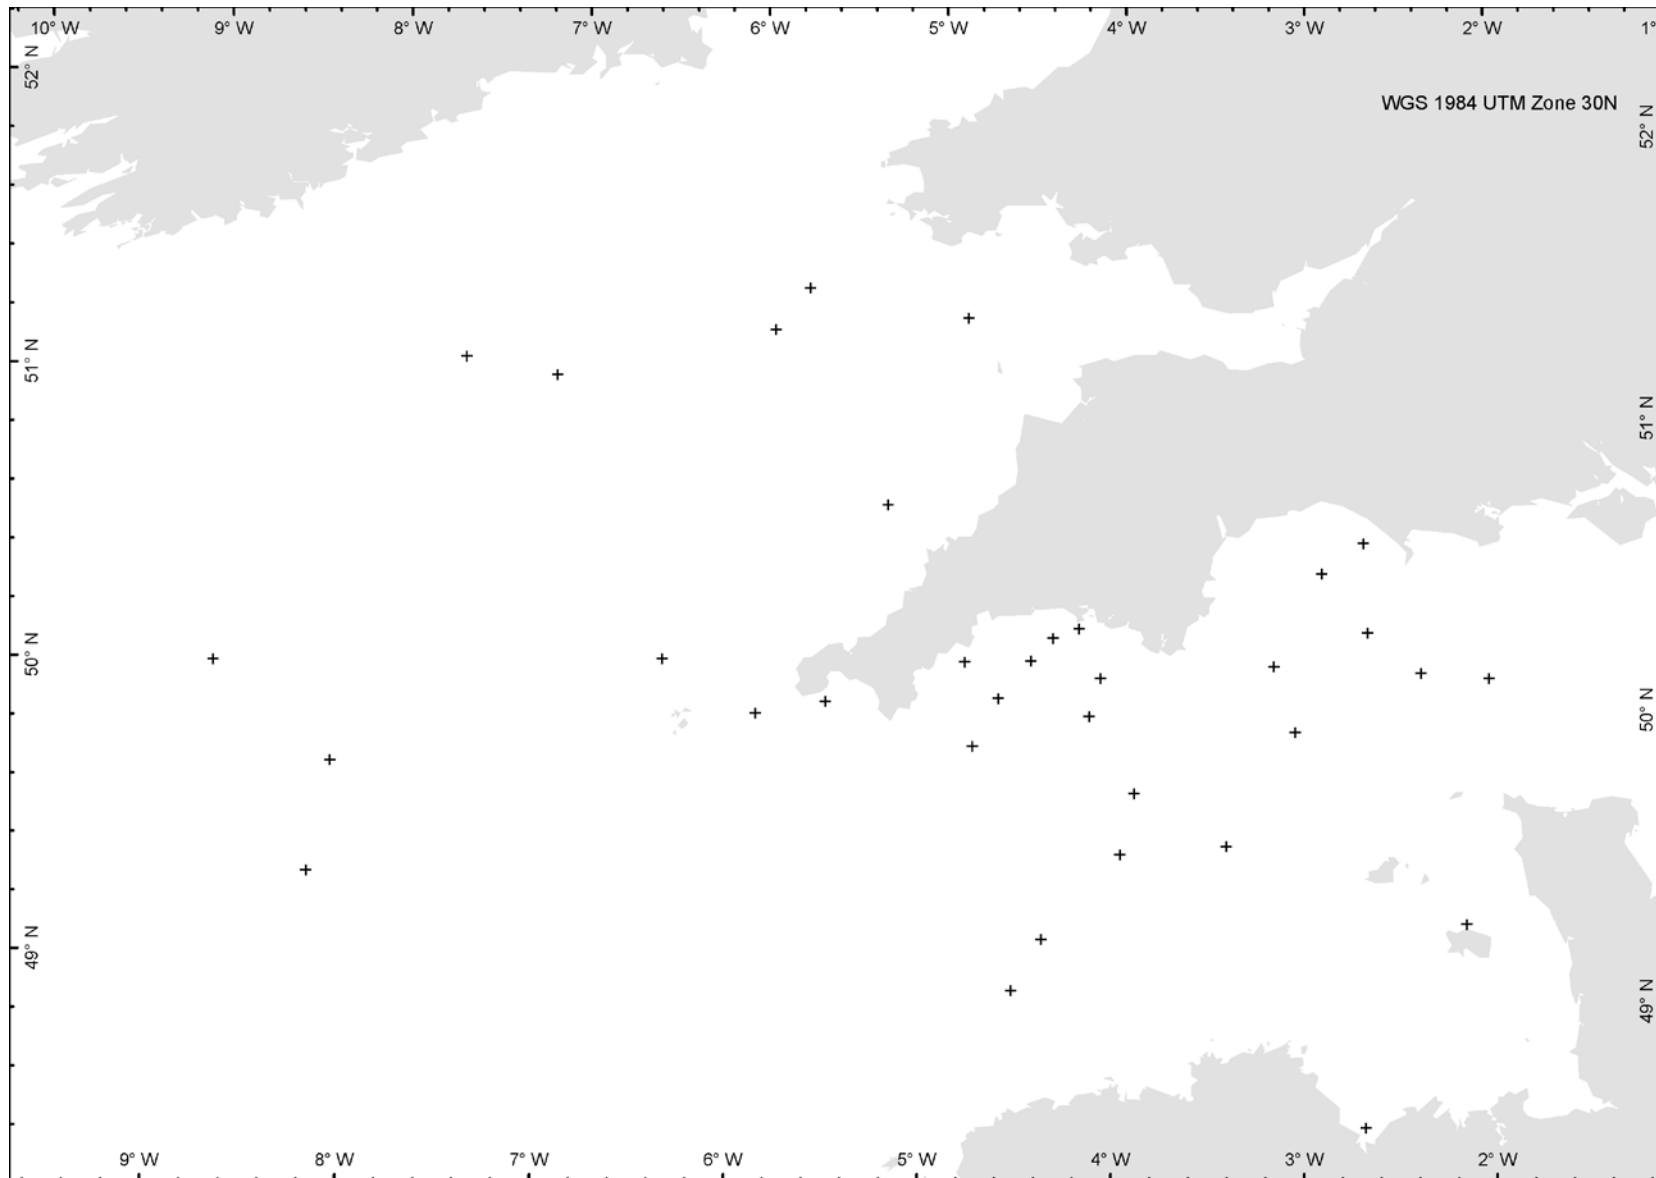 10° W 9° W 8° W 7° W 6° W 5° W 4° W 3° W 2° W 1°
52° N
WGS 1984 UTM Zone 30N
52° N
51° N
51° N
50° N
50° N
49° N
49° N
9° W 8° W 7° W 6° W 5° W 4° W 3° W 2° W